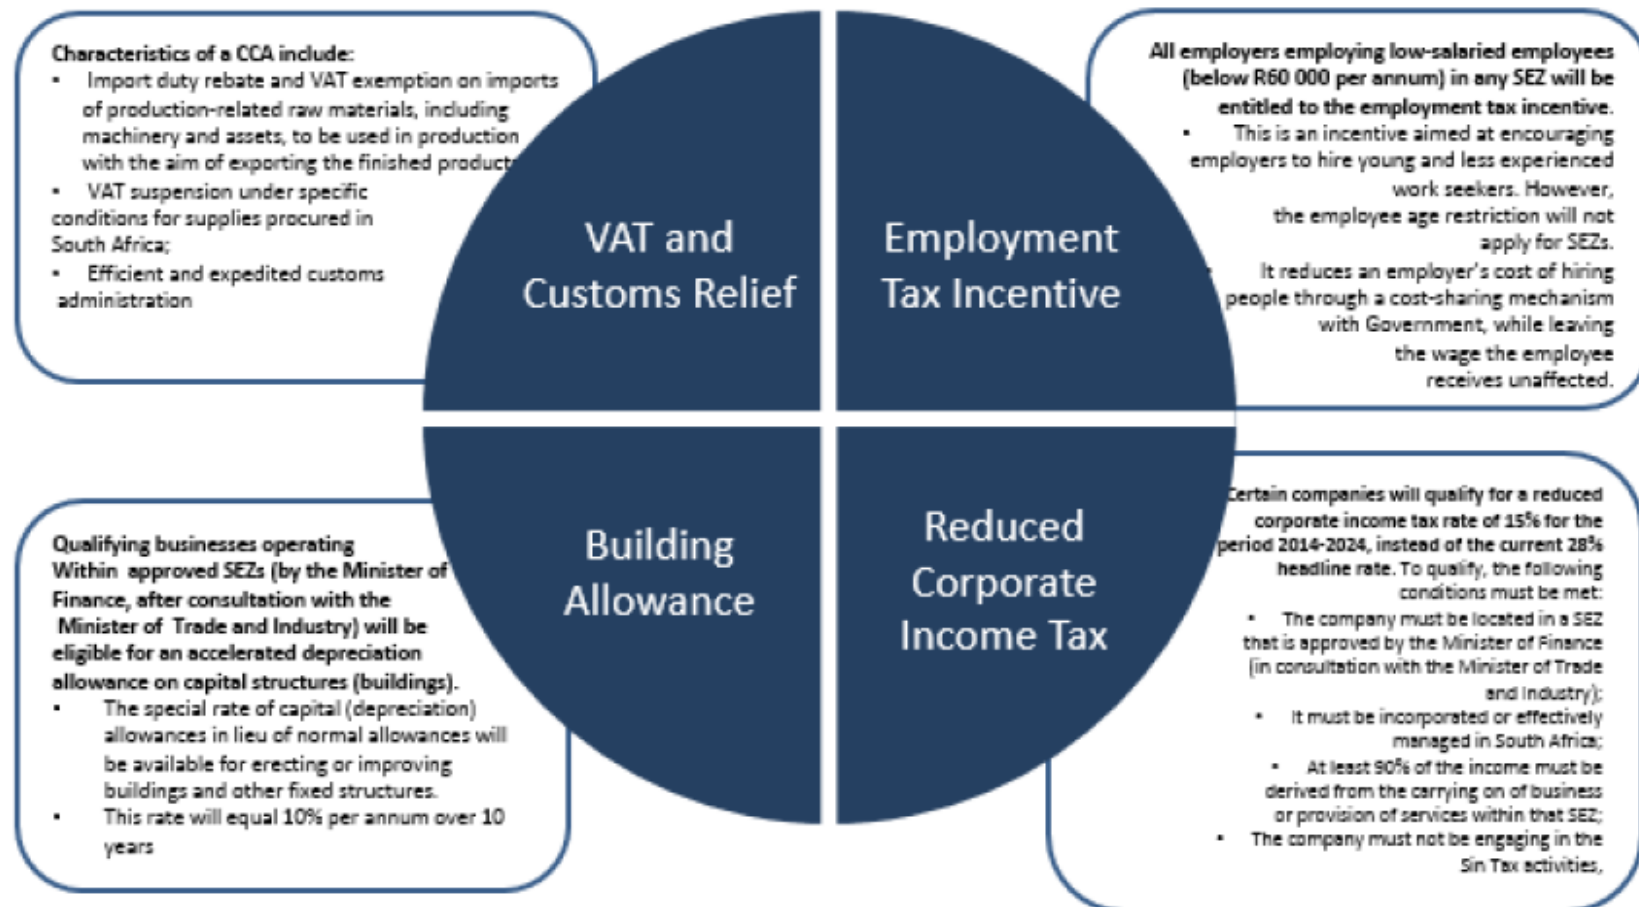 Characteristics of a CCA include:
▪ Import duty rebate and VAT exemption on imports
of production-related raw materials, including
machinery and assets, to be used in production
with the aim of exporting the finished product
▪ VAT suspension under specific
conditions for supplies procured in
South Africa;
▪ Efficient and expedited customs
administration
VAT and
Customs Relief
Employment
Tax Incentive
All employers employing low-salaried employees
(below R60 000 per annum) in any SEZ will be
entitled to the employment tax incentive.
▪ This is an incentive aimed at encouraging
employers to hire young and less experienced
work seekers. However,
the employee age restriction will not
apply for SEZs.
▪ It reduces an employer's cost of hiring
people through a cost-sharing mechanism
with Government, while leaving
the wage the employee
receives unaffected.
Qualifying businesses operating
Within approved SEZs (by the Minister of
Finance, after consultation with the
Minister of Trade and Industry) will be
eligible for an accelerated depreciation
allowance on capital structures (buildings).
▪ The special rate of capital (depreciation)
allowances in lieu of normal allowances will
be available for erecting or improving
buildings and other fixed structures.
▪ This rate will equal 10% per annum over 10
years
Building
Allowance
Reduced
Corporate
Income Tax
Certain companies will qualify for a reduced
corporate income tax rate of 15% for the
period 2014-2024, instead of the current 28%
headline rate. To qualify, the following
conditions must be met:
▪ The company must be located in a SEZ
that is approved by the Minister of Finance
(in consultation with the Minister of Trade
and Industry);
▪ It must be incorporated or effectively
managed in South Africa;
▪ At least 90% of the income must be
derived from the carrying on of business
or provision of services within that SEZ;
▪ The company must not be engaging in the
Sin Tax activities,